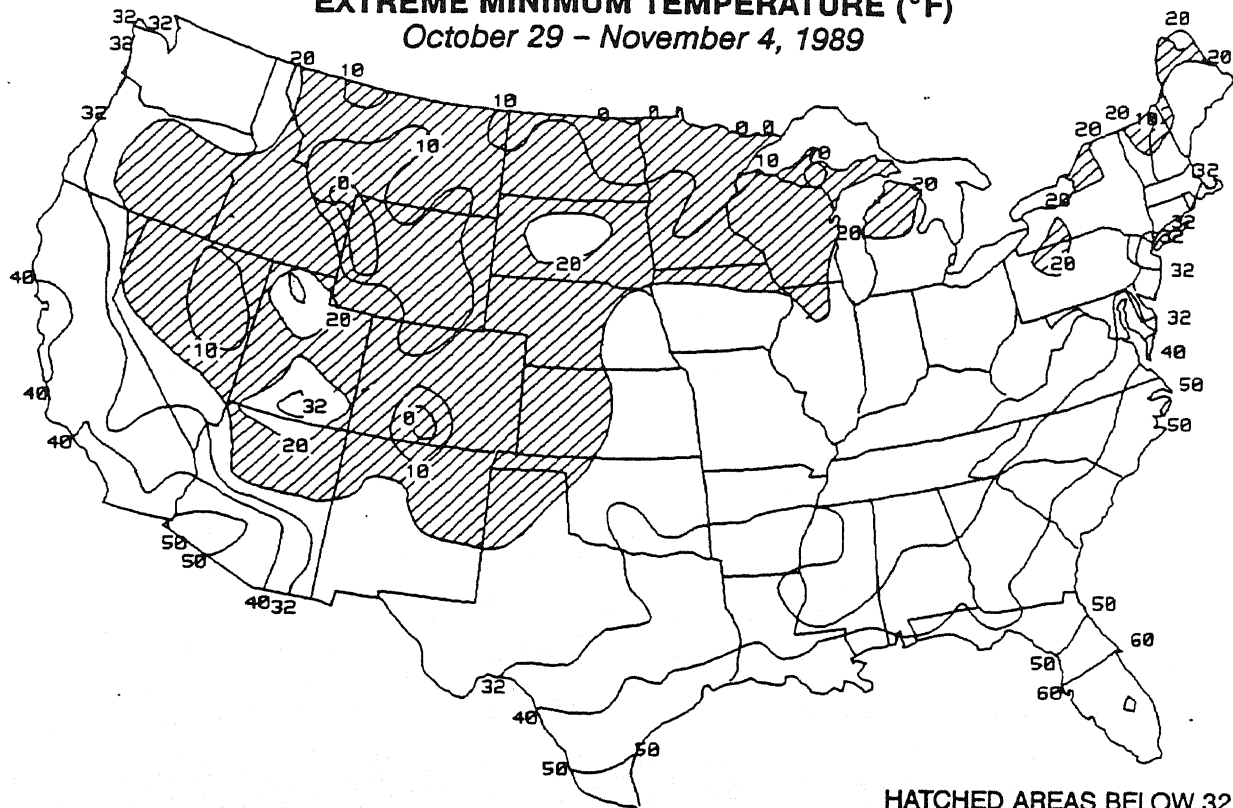 EXTREME MINIMUM TEMPERATURE (°F)
October 29 – November 4, 1989
32 32 20
32 20 10 20
10 0 0 0 0
32 20 20 10
10 10 10 20 32
0 20 20
20 32
20 20 32
40 20 32
20 32
10 40
40 32 0 50
40 20 50
10
50
50
40 32 50
60
50
32 60
40
50
50
HATCHED AREAS BELOW 32